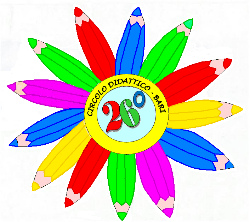 CIRCOLO DIDATTICO - BARI
26°